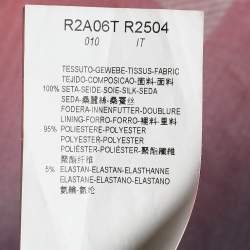 R2A06T R2504
010 IT
TESSUTO-GEWEBE-TISSUS-FABRIC
TEJIDO-COMPOSICAO-面料-面料
100% SETA-SEIDE-SOIE-SILK-SEDA
SEDA-桑蠶絲-桑蚕丝
FODERA-INNENFUTTER-DOUBLURE
LINING-FORRO-FORRO-襯料-里料
95% POLIESTERE-POLYESTER
POLYESTER-POLYESTER
POLIÉSTER-POLIÉSTER-聚酯纖維
聚酯纤维
5% ELASTAN-ELASTAN-ELASTHANNE
ELASTANE-ELASTANO-ELASTANO
氨綸-氨纶